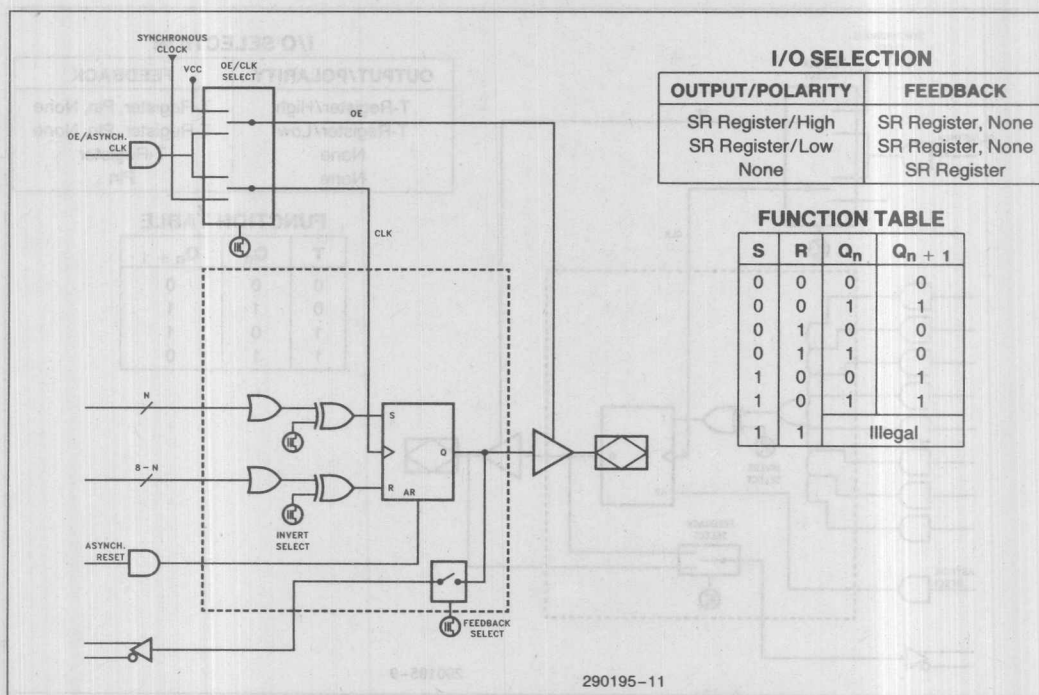 SYNCHRONOUS
CLOCK
VCC
OE/CLK
SELECT
OE
OE/ASYNCH.
CLK
CLK
N
S
8-N
Q
R
AR
INVERT
SELECT
ASYNCH.
RESET
FEEDBACK
SELECT
I/O SELECTION
OUTPUT/POLARITY FEEDBACK
SR Register/High SR Register, None
SR Register/Low SR Register, None
None SR Register
FUNCTION TABLE
S R Qn Qn + 1
0 0 0 0
0 0 1 1
0 1 0 0
0 1 1 0
1 0 0 1
1 0 1 1
1 1 Illegal
290195-11